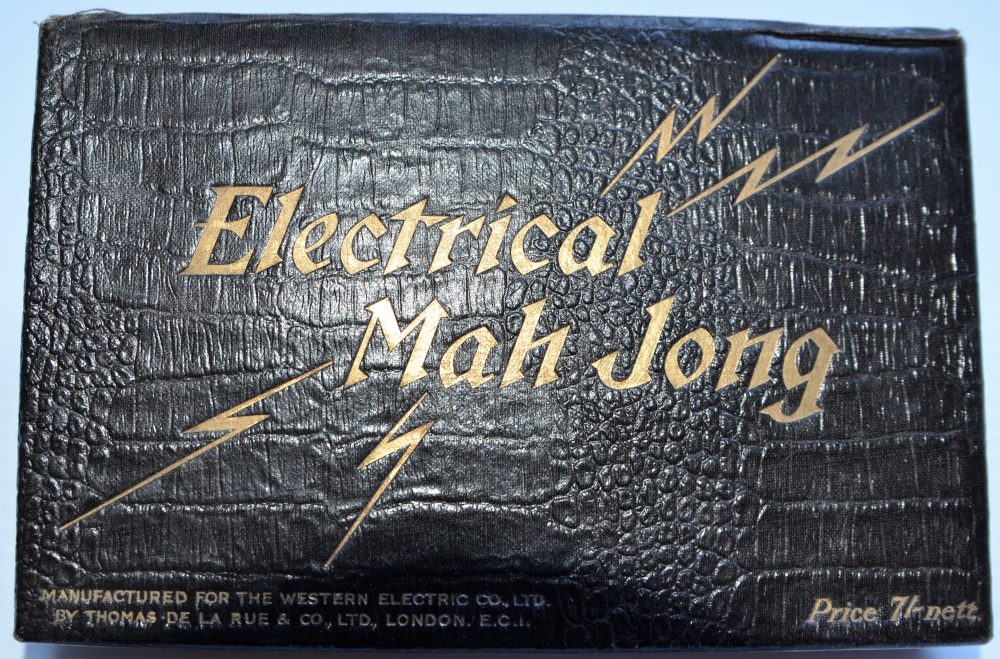 Electrical
Mah Jong
MANUFACTURED FOR THE WESTERN ELECTRIC CO., LTD.
BY THOMAS DE LA RUE & CO., LTD., LONDON. E.C.1.
Price 7/- nett